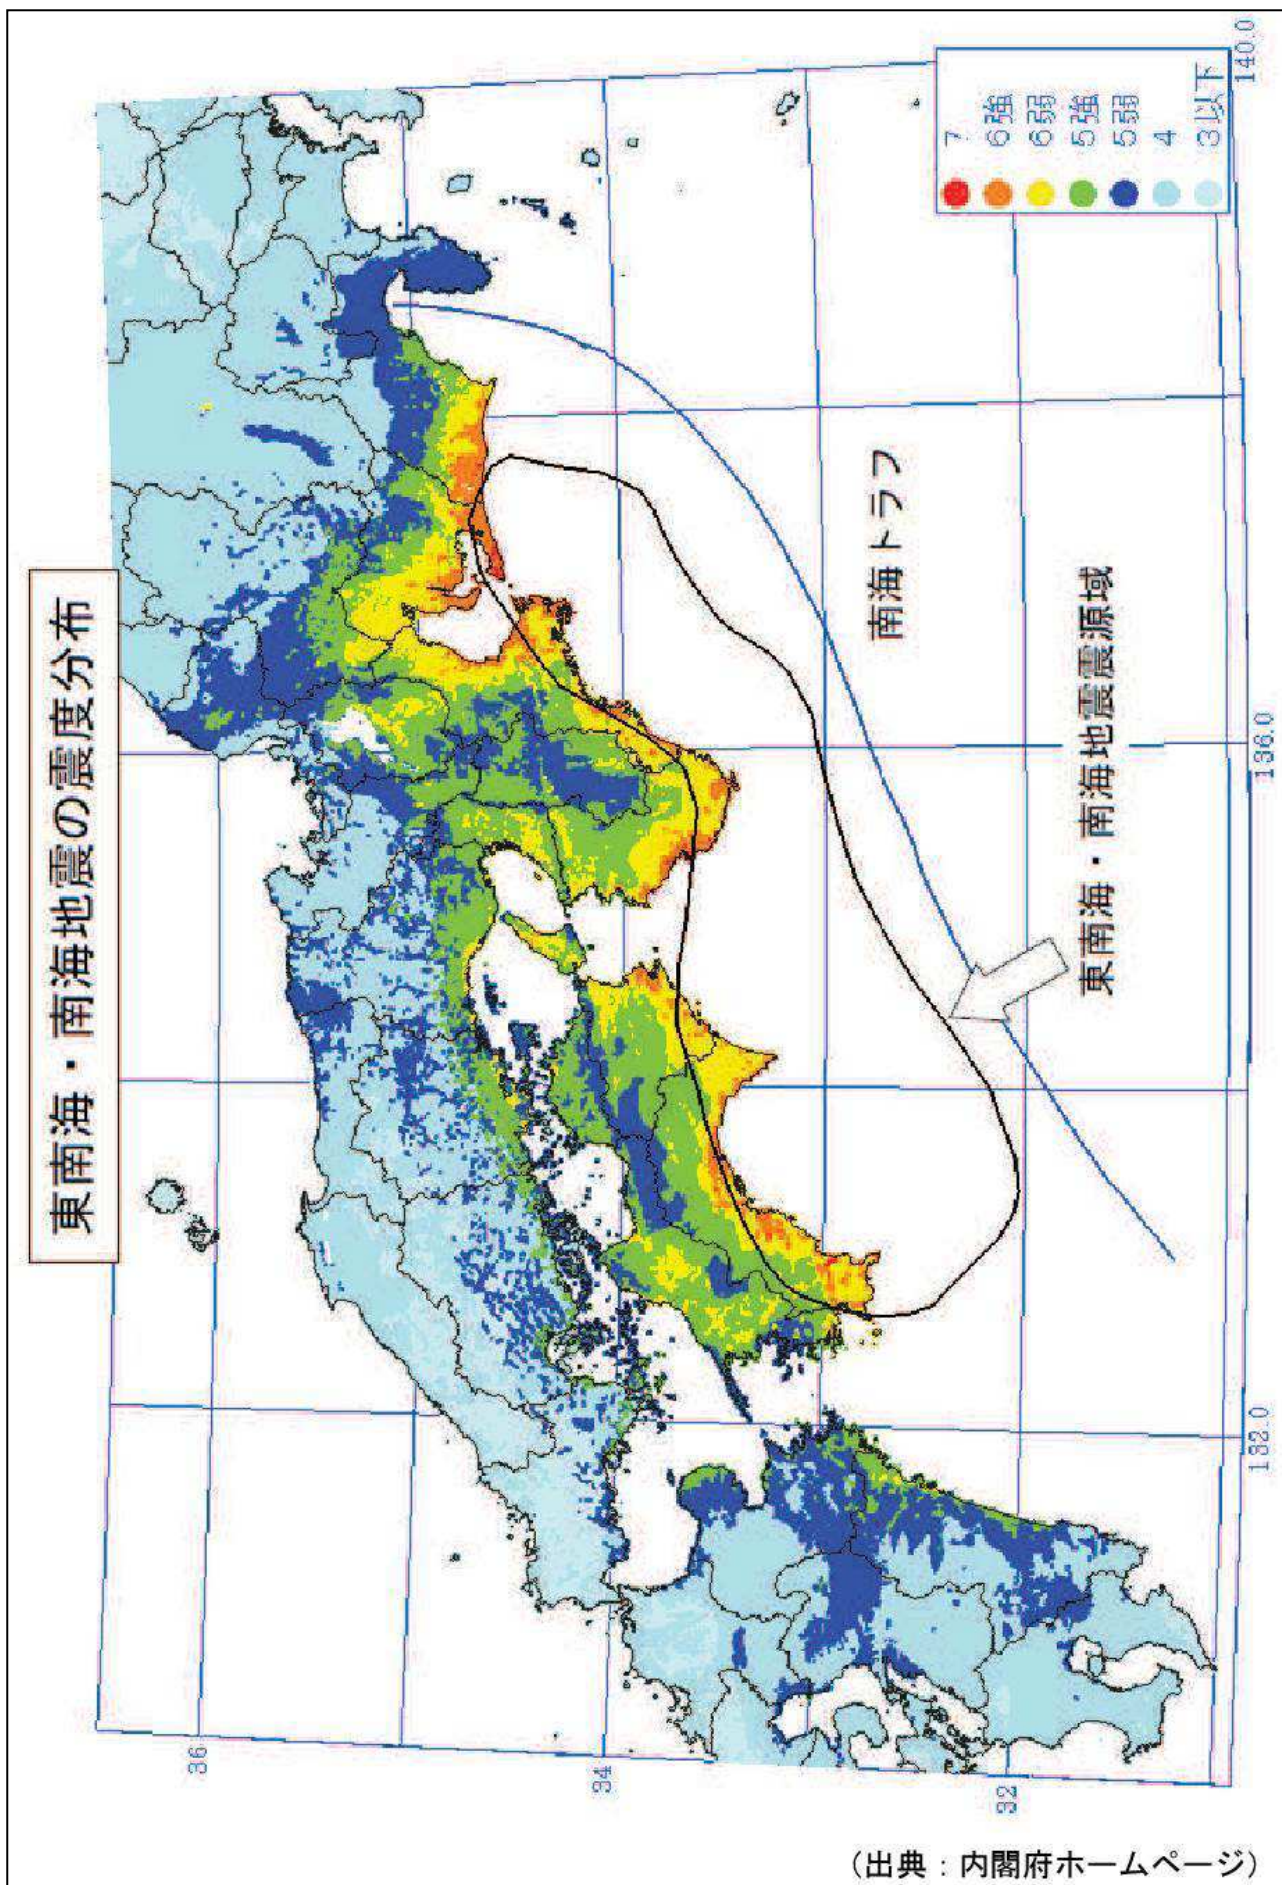 東南海・南海地震の震度分布
7
6強
6弱
5強
5弱
4
3以下
南海トラフ
東南海・南海地震震源域
36
34
32
132.0
136.0
140.0
（出典：内閣府ホームページ）